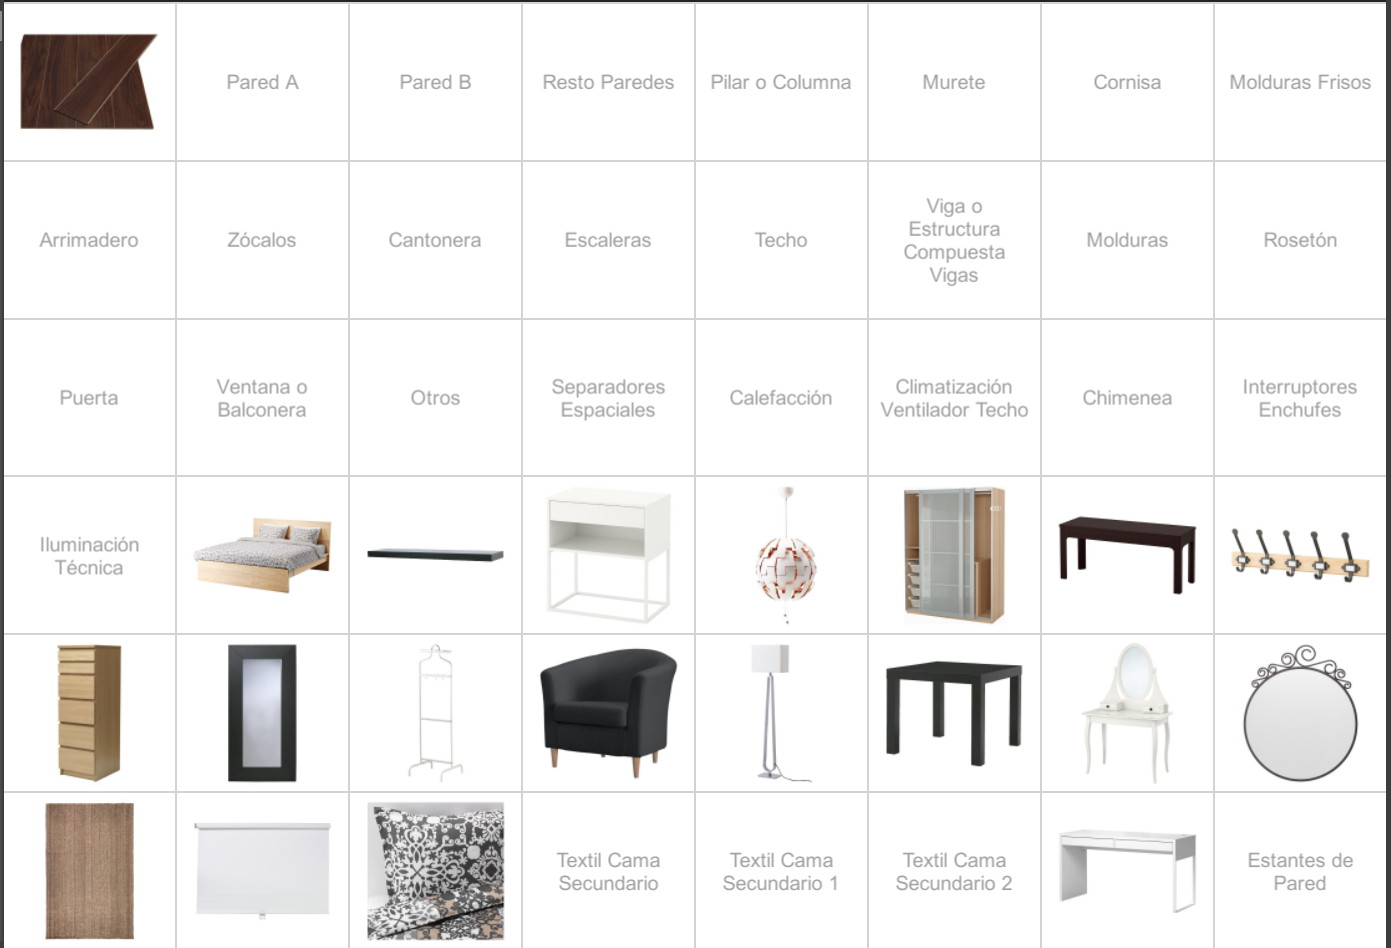 Pared A
Pared B
Resto Paredes
Pilar o Columna
Murete
Cornisa
Molduras Frisos
Arrimadero
Zócalos
Cantonera
Escaleras
Techo
Viga o
Estructura
Compuesta
Vigas
Molduras
Rosetón
Puerta
Ventana o
Balconera
Otros
Separadores
Espaciales
Calefacción
Climatización
Ventilador Techo
Chimenea
Interruptores
Enchufes
Iluminación
Técnica
Textil Cama
Secundario
Textil Cama
Secundario 1
Textil Cama
Secundario 2
Estantes de
Pared